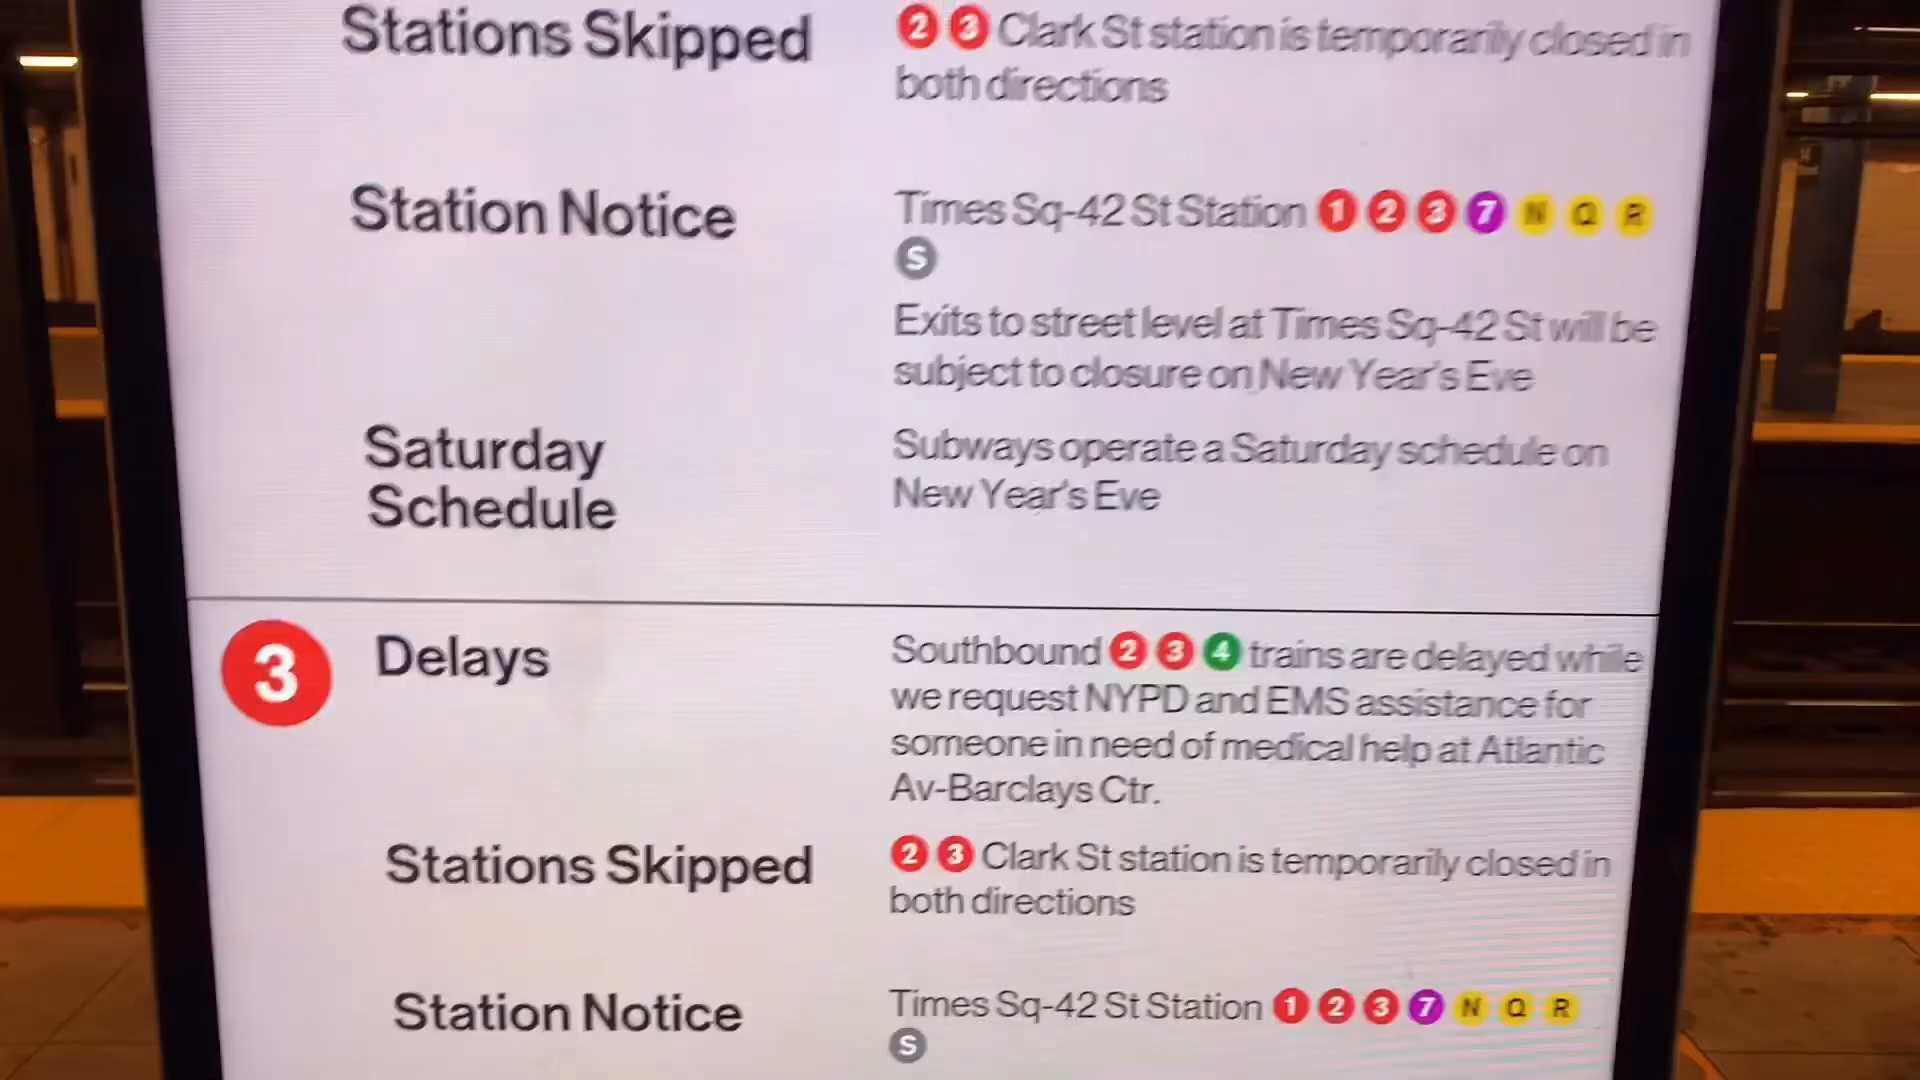 Stations Skipped
2 3 Clark St station is temporarily closed in
both directions
Station Notice
Times Sq-42 St Station 1 2 3 7 N Q R
S
Exits to street level at Times Sq-42 St will be
subject to closure on New Year's Eve
Saturday
Schedule
Subways operate a Saturday schedule on
New Year's Eve
3
Delays
Southbound 2 3 4 trains are delayed while
we request NYPD and EMS assistance for
someone in need of medical help at Atlantic
Av-Barclays Ctr.
Stations Skipped
2 3 Clark St station is temporarily closed in
both directions
Station Notice
Times Sq-42 St Station 1 2 3 7 N Q R
S